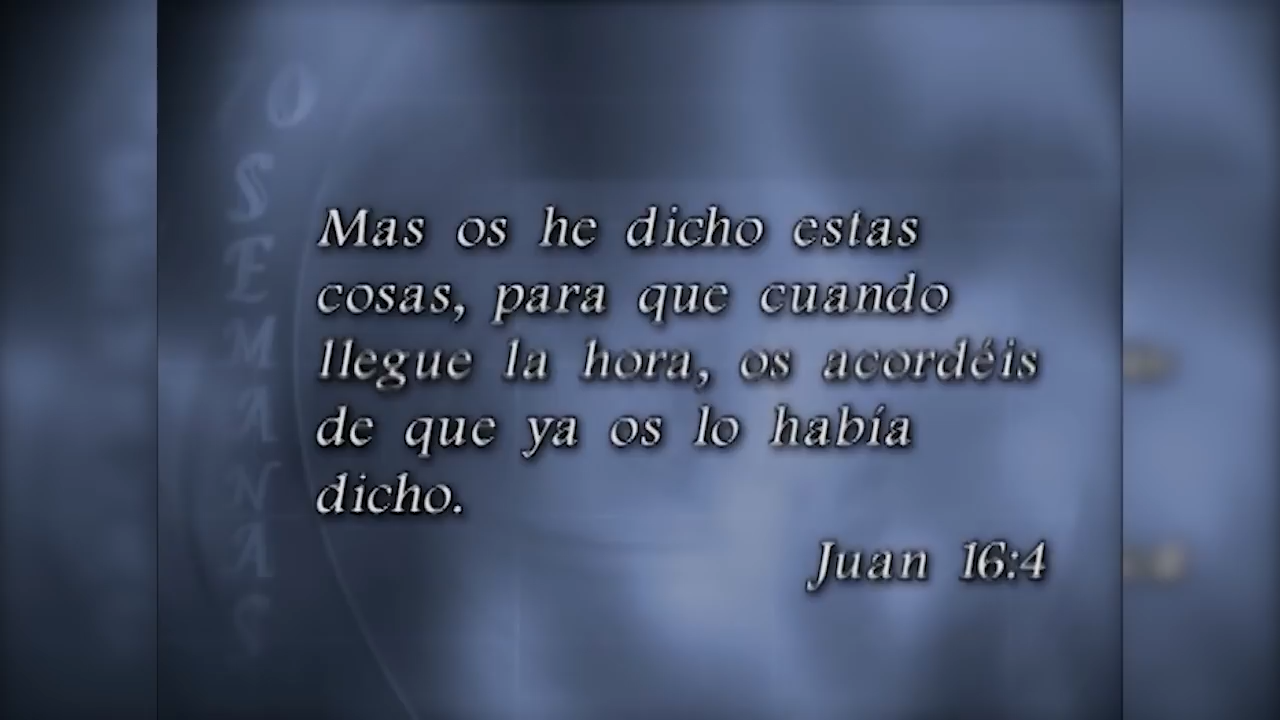 Mas os he dicho estas
cosas, para que cuando
llegue la hora, os acordéis
de que ya os lo había
dicho.
Juan 16:4
O SEMANAS